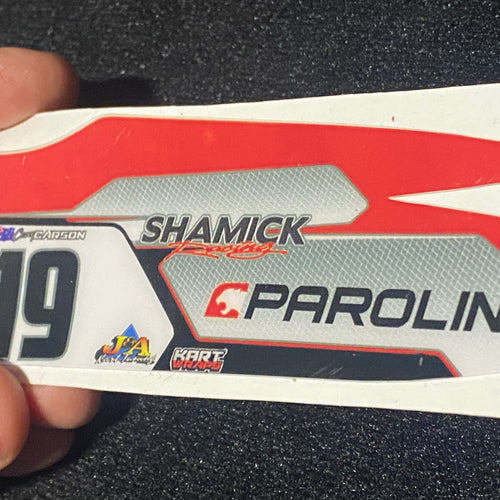 SHAMICK
Racing
CARSON
PAROLIN
19
J&A
KART
WRAPS